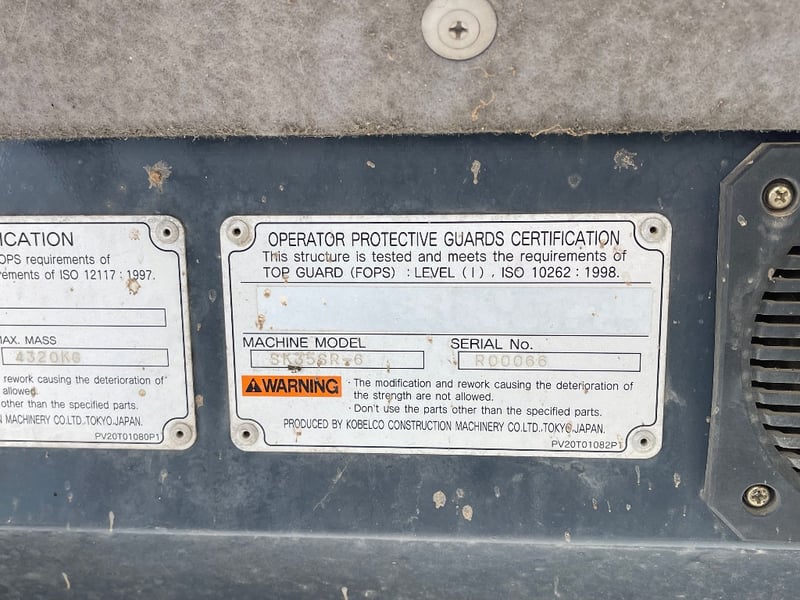 ICATION
OPS requirements of
ements of ISO 12117 : 1997.
AX. MASS
4320KG
rework causing the deterioration of
allowed.
other than the specified parts.
N MACHINERY CO.LTD.TOKYO.JAPAN.
PV20T01080P1
OPERATOR PROTECTIVE GUARDS CERTIFICATION
This structure is tested and meets the requirements of
TOP GUARD (FOPS) : LEVEL (I) , ISO 10262 : 1998.
MACHINE MODEL
SK35SR-6
SERIAL No.
R00066
WARNING
· The modification and rework causing the deterioration of
the strength are not allowed.
· Don't use the parts other than the specified parts.
PRODUCED BY KOBELCO CONSTRUCTION MACHINERY CO.LTD.TOKYO.JAPAN.
PV20T01082P1